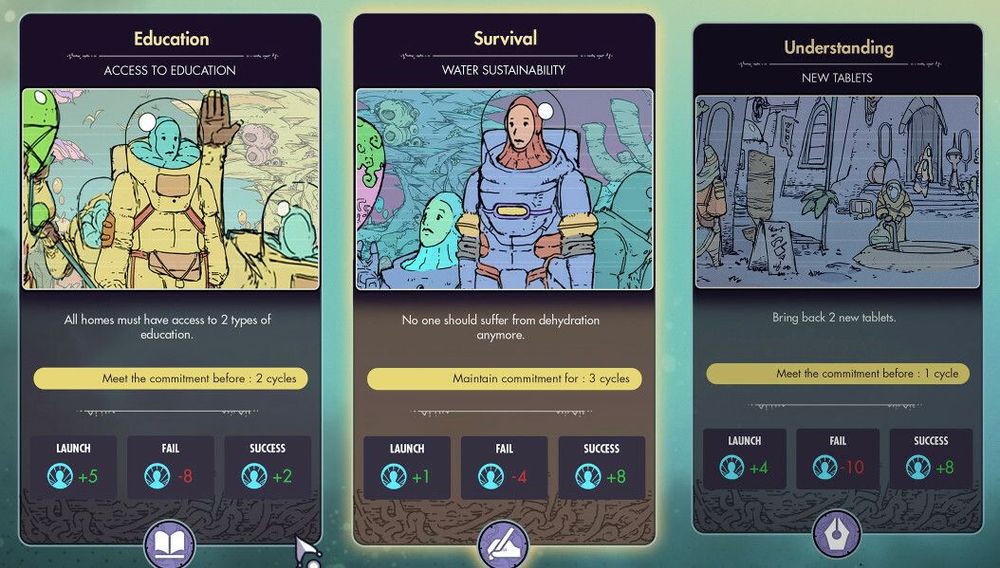 Education
ACCESS TO EDUCATION
All homes must have access to 2 types of
education.
Meet the commitment before : 2 cycles
LAUNCH
FAIL
SUCCESS
+5
-8
+2
Survival
WATER SUSTAINABILITY
No one should suffer from dehydration
anymore.
Maintain commitment for : 3 cycles
LAUNCH
FAIL
SUCCESS
+1
-4
+8
Understanding
NEW TABLETS
Bring back 2 new tablets.
Meet the commitment before : 1 cycle
LAUNCH
FAIL
SUCCESS
+4
-10
+8